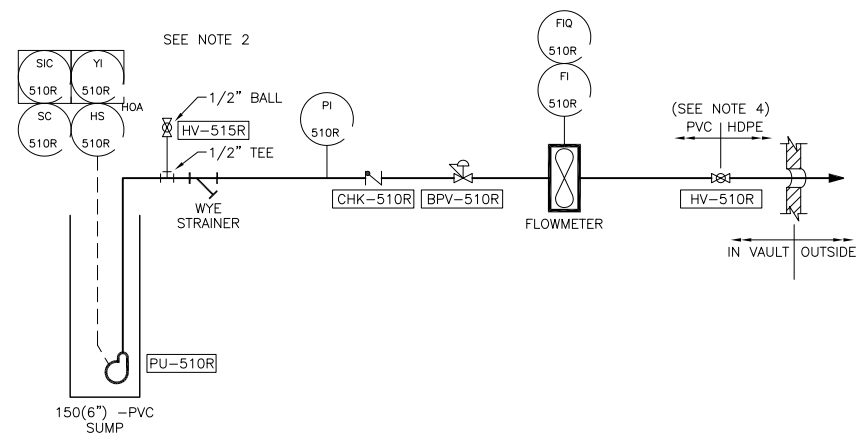 SEE NOTE 2
SIC
510R
YI
510R
SC
510R
HS
510R
HOA
1/2" BALL
HV-515R
1/2" TEE
WYE
STRAINER
PI
510R
CHK-510R
BPV-510R
FIQ
510R
FI
510R
FLOWMETER
(SEE NOTE 4)
PVC HDPE
HV-510R
IN VAULT OUTSIDE
PU-510R
150(6") -PVC
SUMP